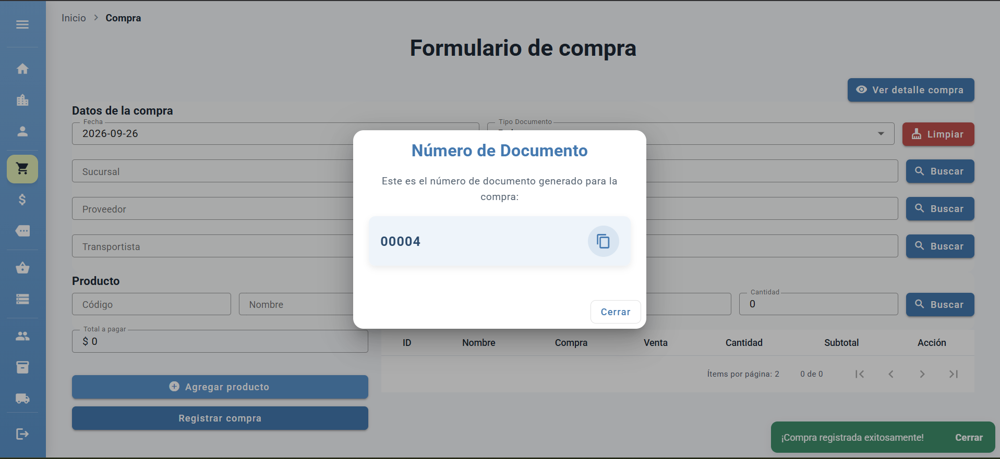 Inicio > Compra
Formulario de compra
Ver detalle compra
Datos de la compra
Fecha
2026-09-26
Tipo Documento
Limpiar
Sucursal
Buscar
Proveedor
Buscar
Transportista
Buscar
Producto
Código
Nombre
Cantidad
0
Buscar
Total a pagar
$ 0
Agregar producto
Registrar compra
ID Nombre Compra Venta Cantidad Subtotal Acción
Ítems por página: 2 0 de 0
Número de Documento
Este es el número de documento generado para la
compra:
00004
Cerrar
¡Compra registrada exitosamente! Cerrar